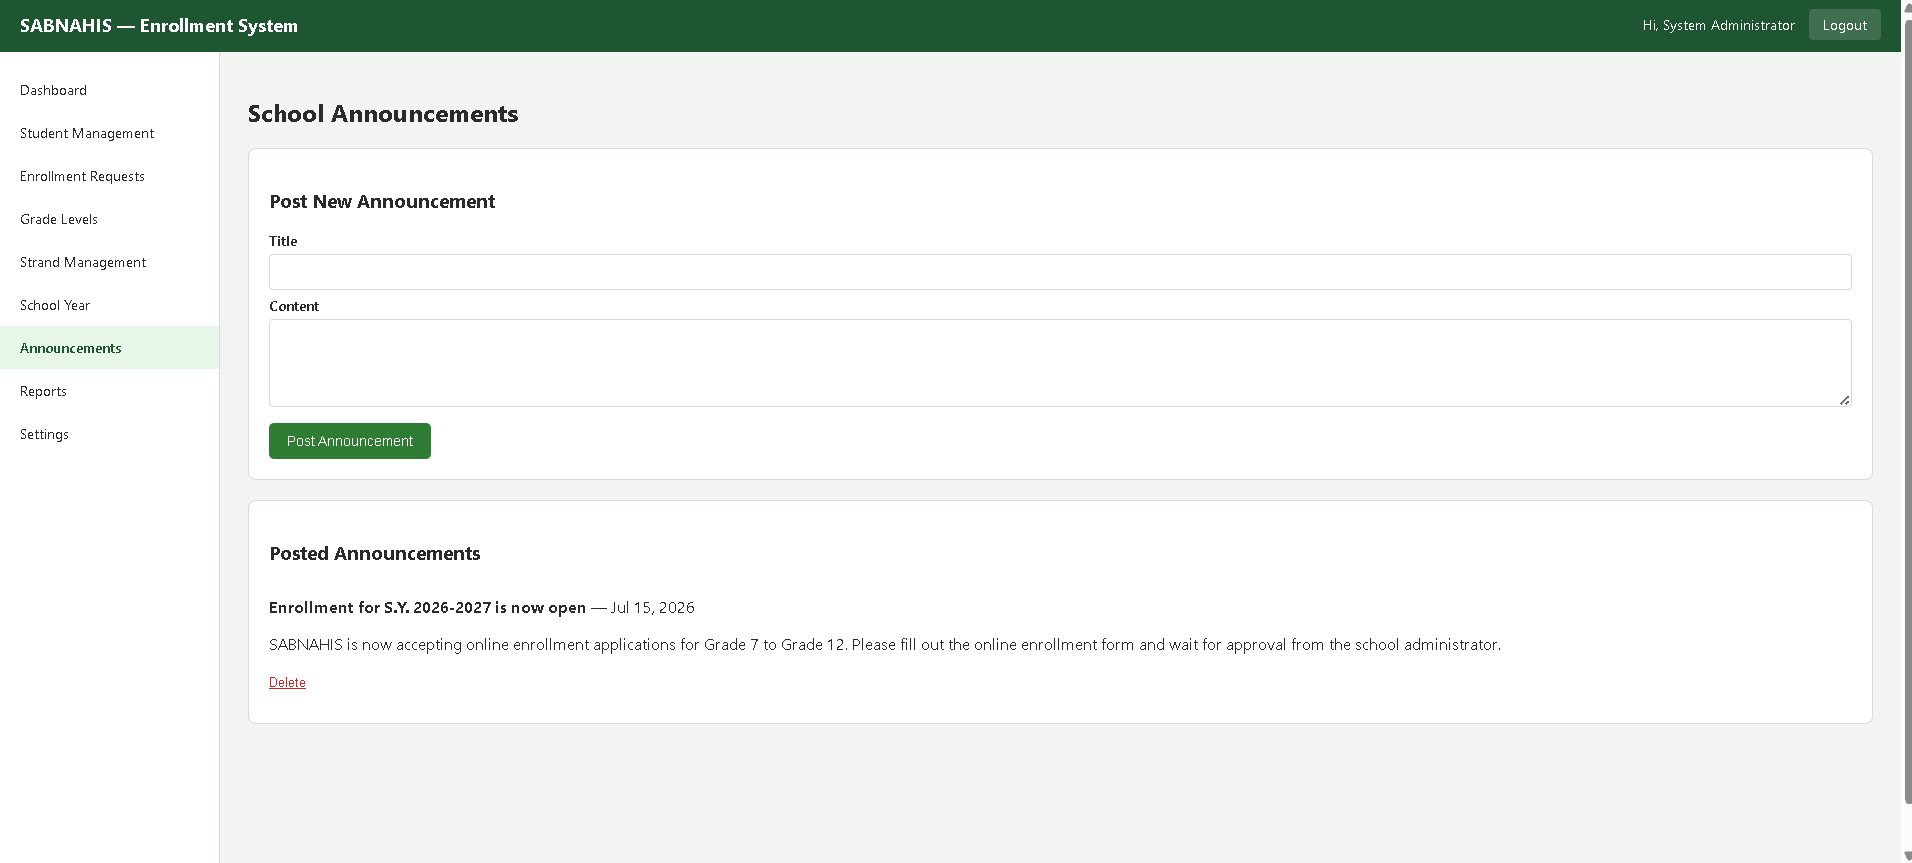 SABNAHIS — Enrollment System
Hi, System Administrator
Logout
Dashboard
Student Management
Enrollment Requests
Grade Levels
Strand Management
School Year
Announcements
Reports
Settings
School Announcements
Post New Announcement
Title
Content
Post Announcement
Posted Announcements
Enrollment for S.Y. 2026-2027 is now open — Jul 15, 2026
SABNAHIS is now accepting online enrollment applications for Grade 7 to Grade 12. Please fill out the online enrollment form and wait for approval from the school administrator.
Delete